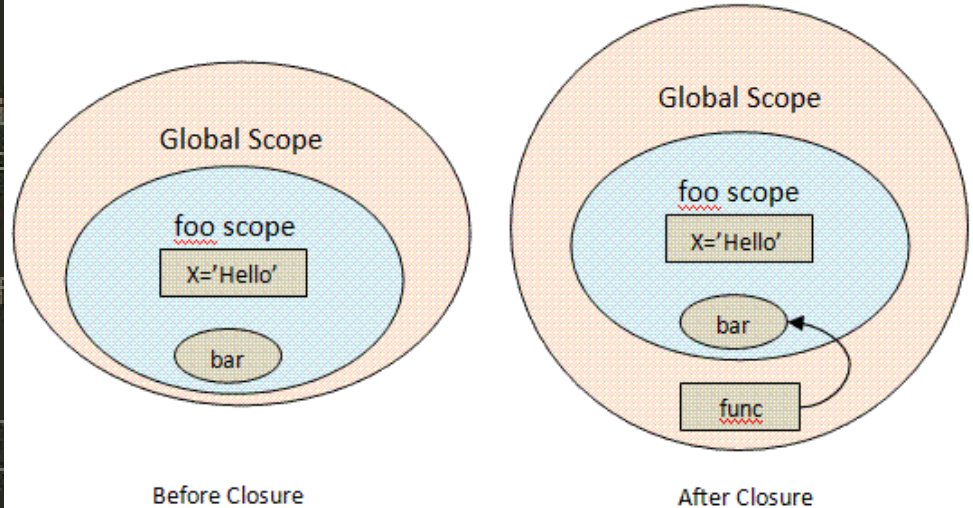 Global Scope
foo scope
X=’Hello’
bar
Before Closure
Global Scope
foo scope
X=’Hello’
bar
func
After Closure